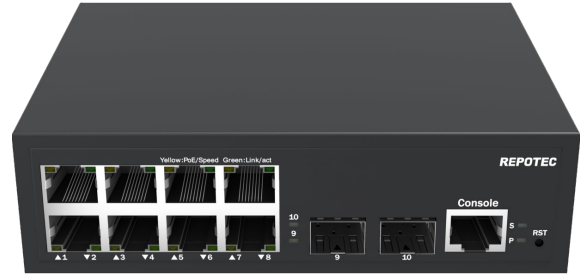 Yellow:PoE/Speed Green:Link/act
REPOTEC
Console
10
9
S
P
RST
▲1 ▼2 ▲3 ▼4 ▲5 ▼6 ▲7 ▼8
9
10